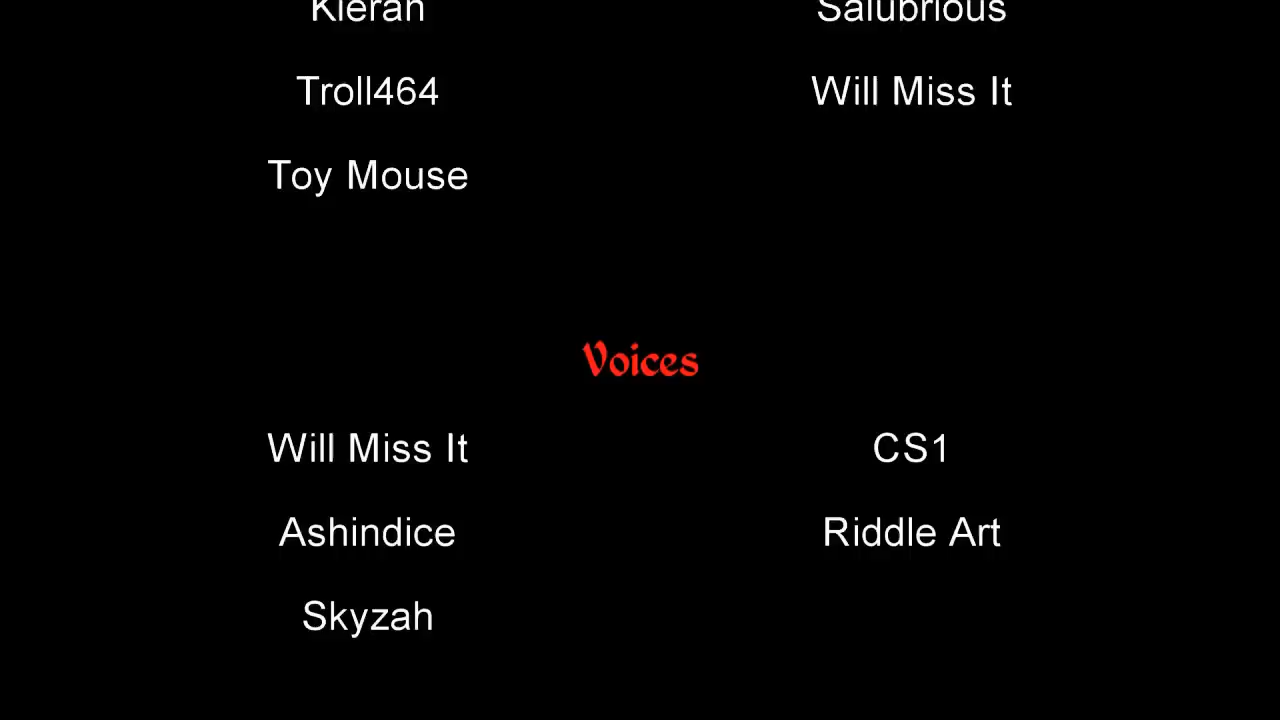 Kieran Salubrious
Troll464 Will Miss It
Toy Mouse
Voices
Will Miss It CS1
Ashindice Riddle Art
Skyzah